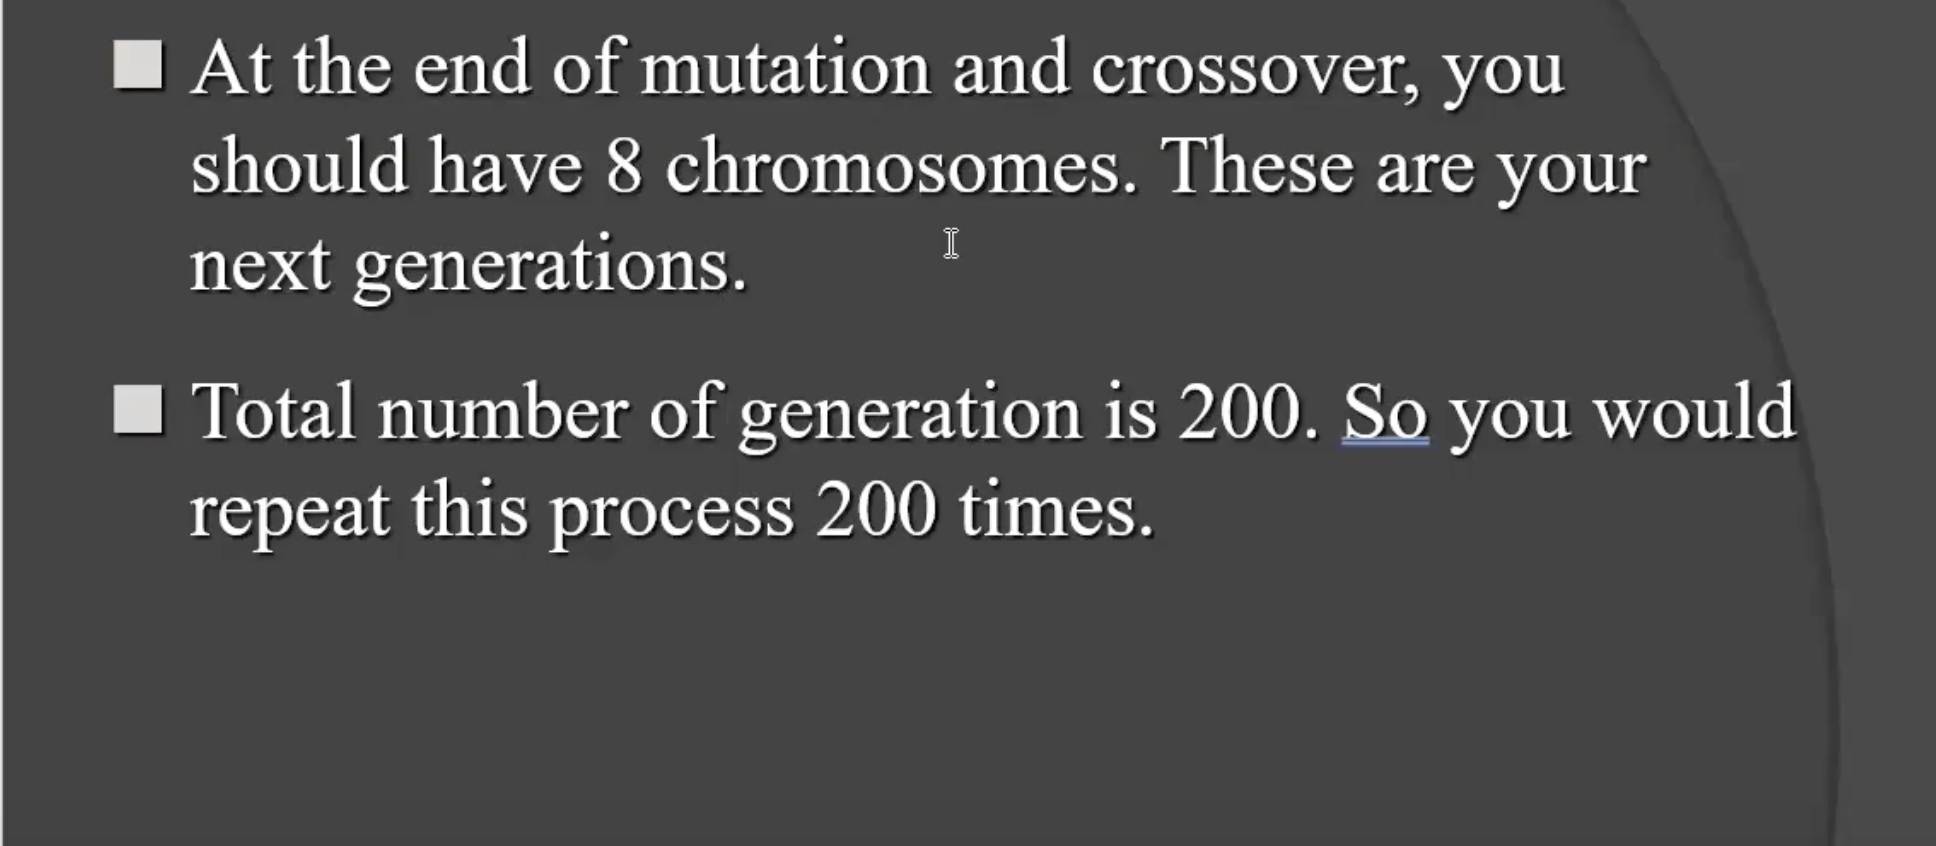 At the end of mutation and crossover, you
should have 8 chromosomes. These are your
next generations.
Total number of generation is 200. So you would
repeat this process 200 times.